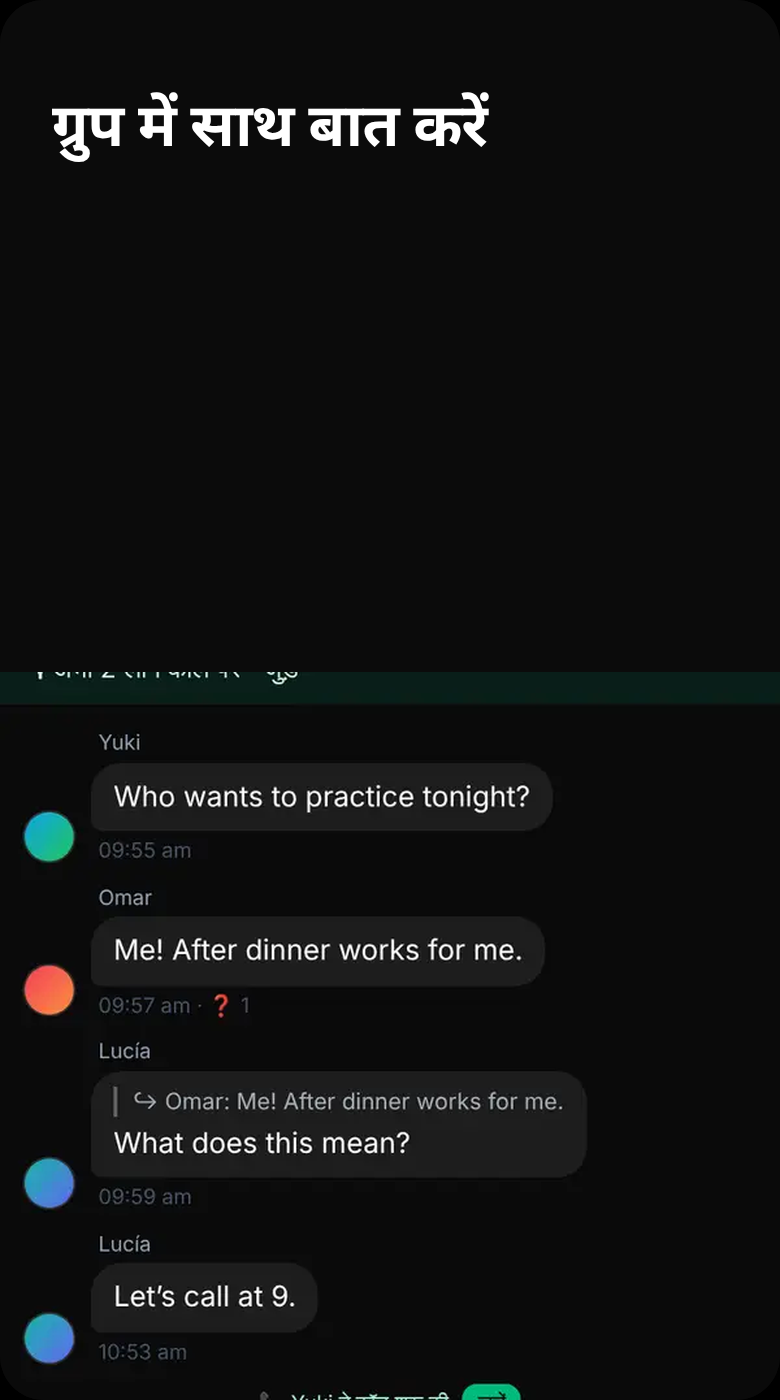 ग्रुप में साथ बात करें
Yuki
Who wants to practice tonight?
09:55 am
Omar
Me! After dinner works for me.
09:57 am · ❓ 1
Lucía
↪ Omar: Me! After dinner works for me.
What does this mean?
09:59 am
Lucía
Let’s call at 9.
10:53 am